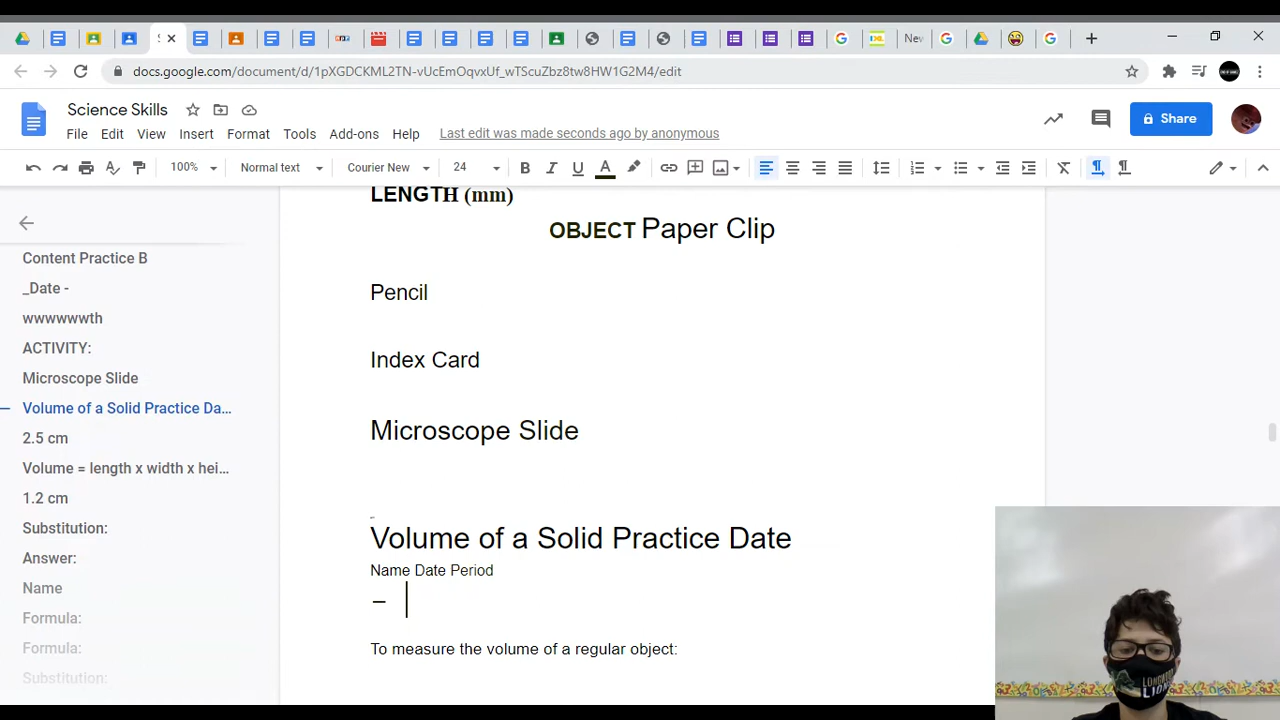 docs.google.com/document/d/1pXGDCKML2TN-vUcEmOqvxUf_wTScuZbz8tw8HW1G2M4/edit
Science Skills
File Edit View Insert Format Tools Add-ons Help Last edit was made seconds ago by anonymous
Share
100% Normal text Courier New 24
LENGTH (mm)
OBJECT Paper Clip
Pencil
Index Card
Microscope Slide
Volume of a Solid Practice Date
Name Date Period
–
To measure the volume of a regular object:
Content Practice B
_Date -
wwwwwwth
ACTIVITY:
Microscope Slide
Volume of a Solid Practice Da...
2.5 cm
Volume = length x width x hei...
1.2 cm
Substitution:
Answer:
Name
Formula:
Formula:
Substitution:
LIONS